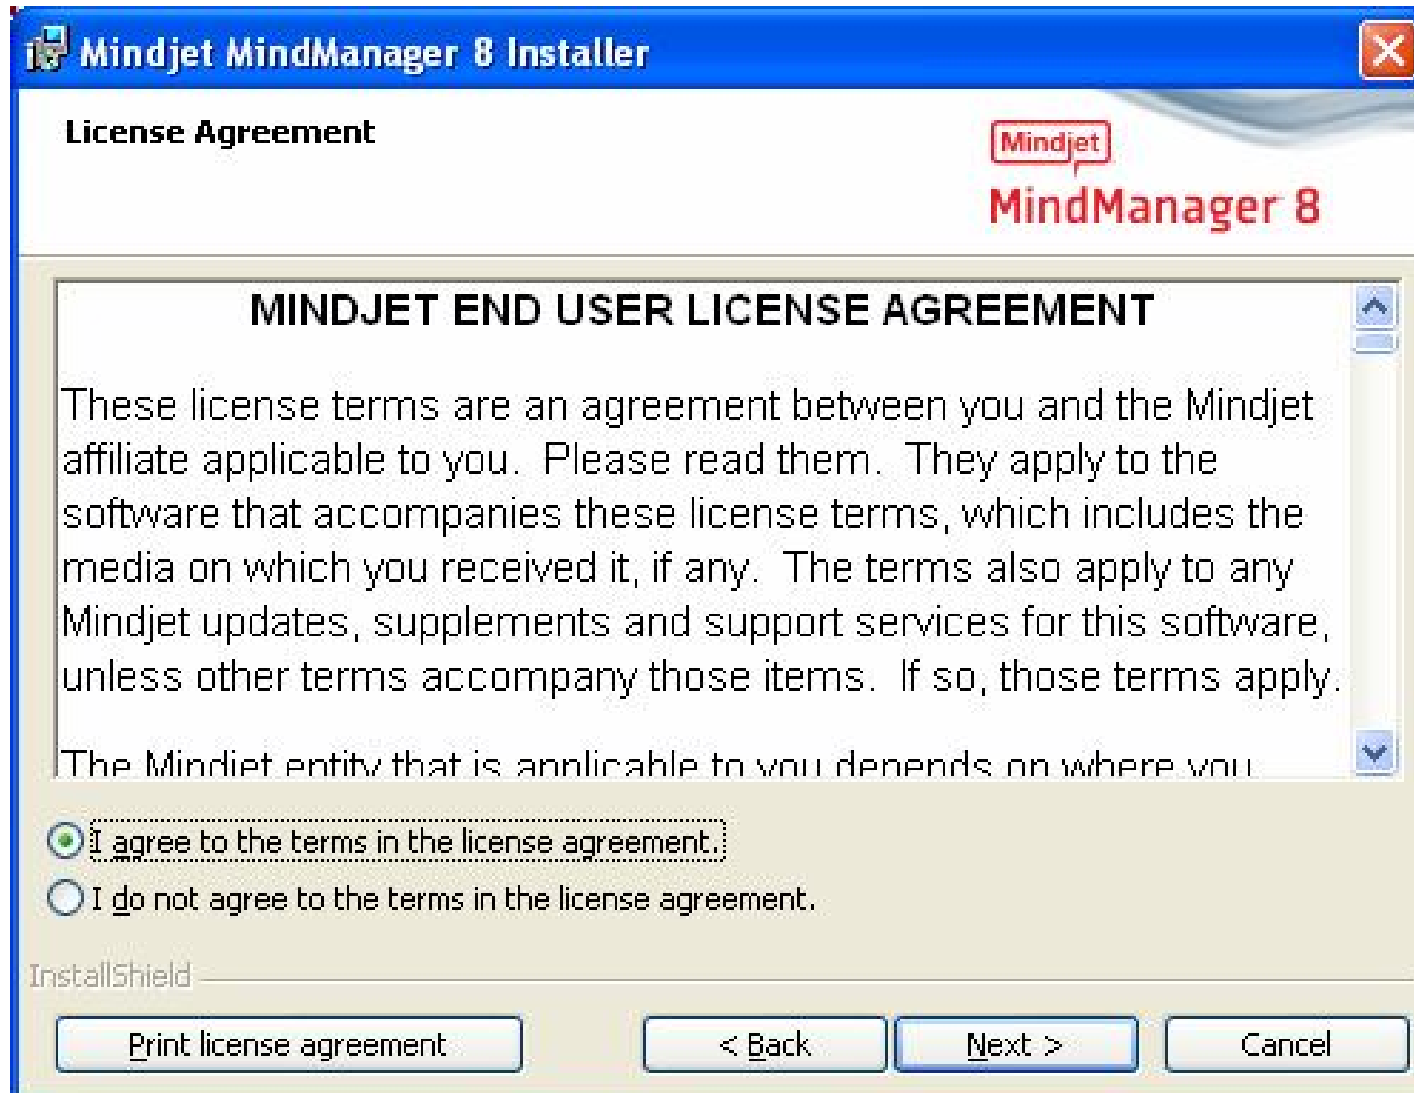 Mindjet MindManager 8 Installer
License Agreement
Mindjet
MindManager 8
MINDJET END USER LICENSE AGREEMENT
These license terms are an agreement between you and the Mindjet
affiliate applicable to you.  Please read them.  They apply to the
software that accompanies these license terms, which includes the
media on which you received it, if any.  The terms also apply to any
Mindjet updates, supplements and support services for this software,
unless other terms accompany those items.  If so, those terms apply.
The Mindjet entity that is applicable to you depends on where you
I agree to the terms in the license agreement.
I do not agree to the terms in the license agreement.
InstallShield
Print license agreement
< Back
Next >
Cancel